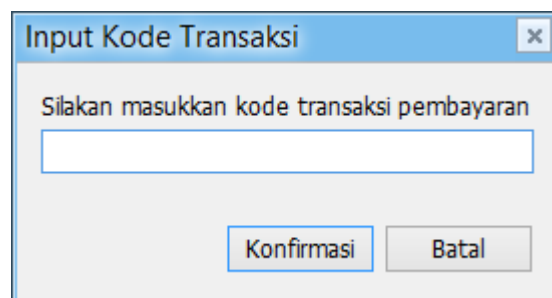 Input Kode Transaksi
Silakan masukkan kode transaksi pembayaran
Konfirmasi Batal